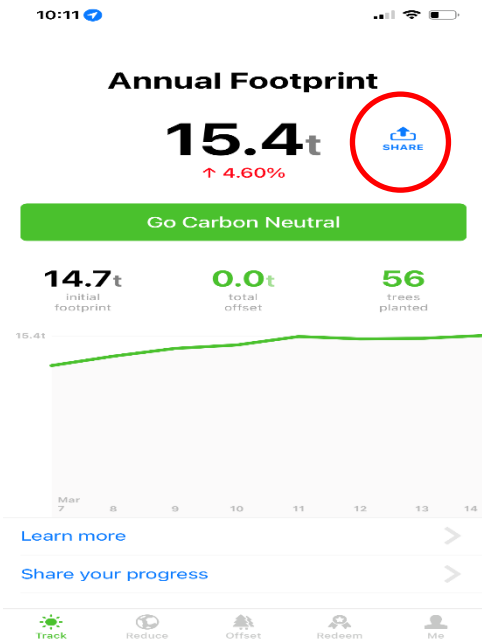 10:11
Annual Footprint
15.4t
SHARE
↑ 4.60%
Go Carbon Neutral
14.7t 0.0t 56
initial total trees
footprint offset planted
15.4t
Mar
7 8 9 10 11 12 13 14
Learn more
Share your progress
Track Reduce Offset Redeem Me